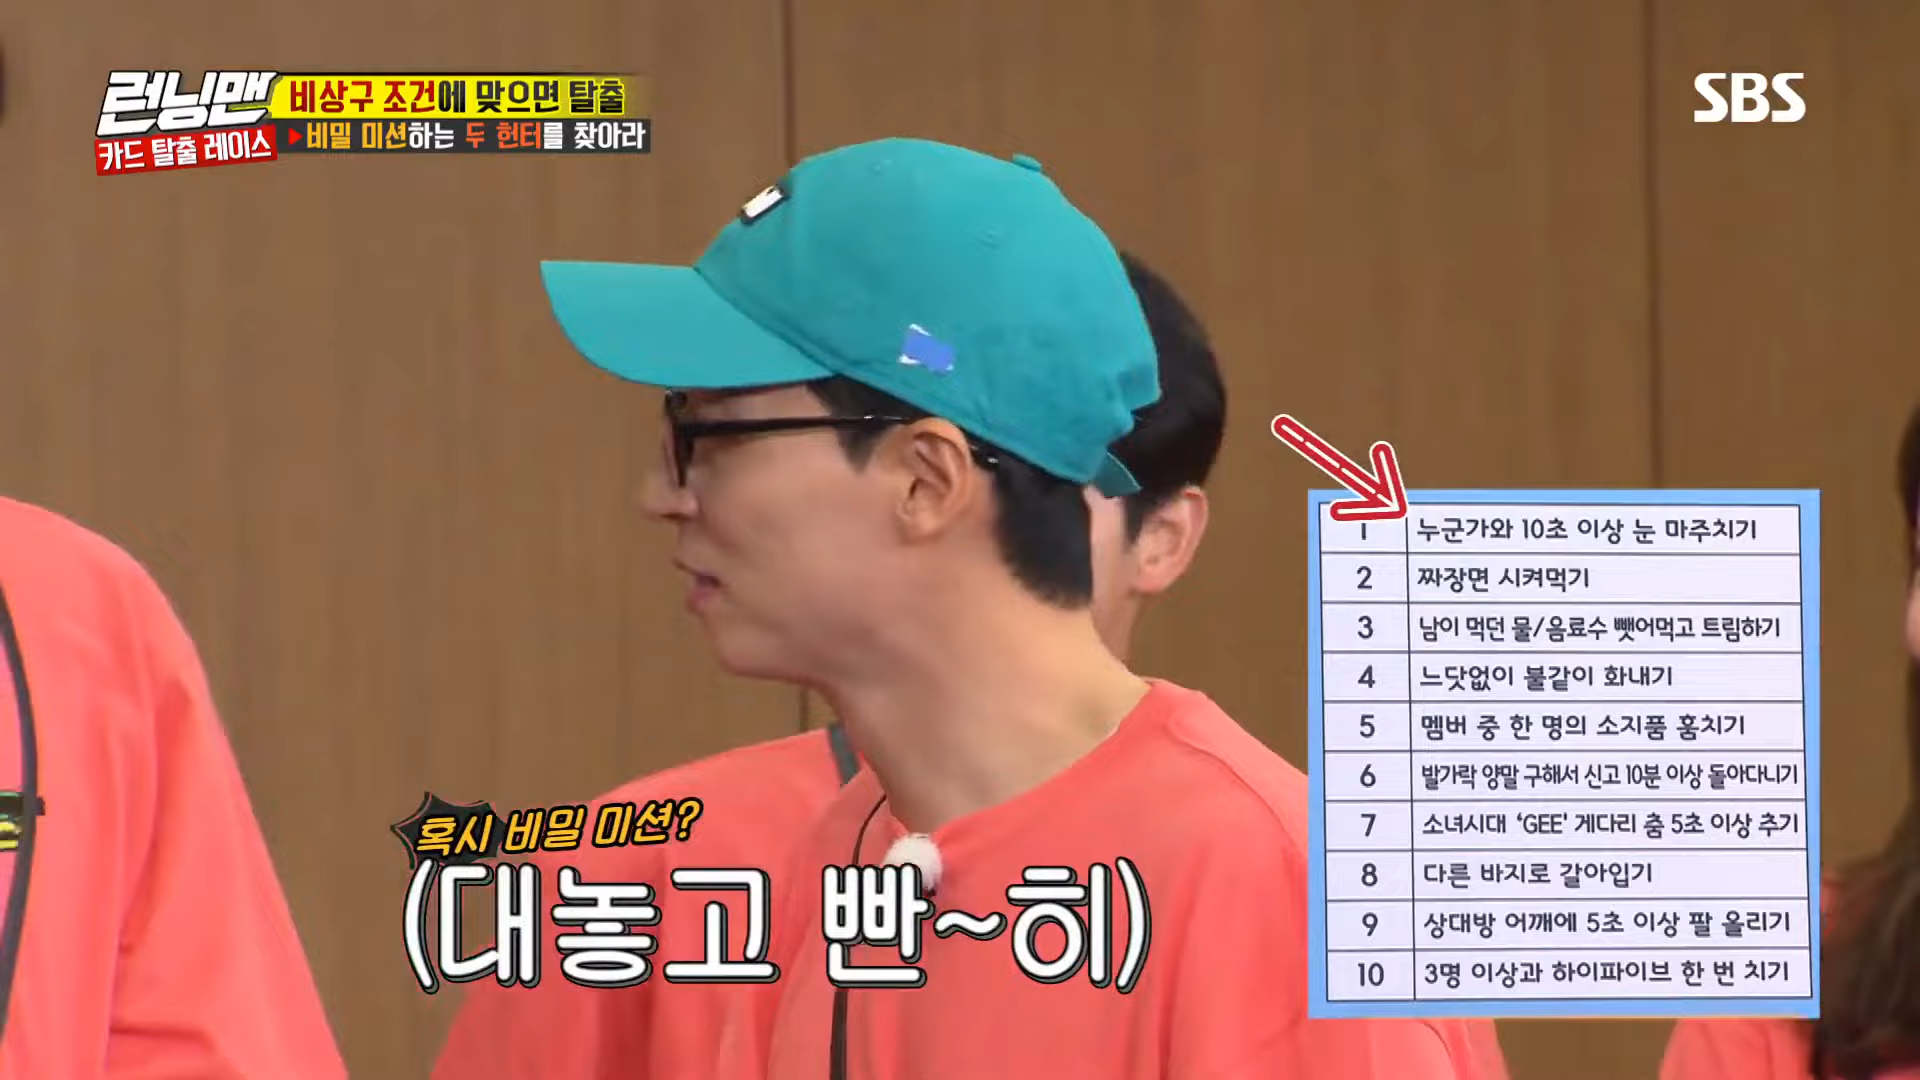 런닝맨
카드 탈출 레이스
비상구 조건에 맞으면 탈출
▶비밀 미션하는 두 헌터를 찾아라
SBS
1 누군가와 10초 이상 눈 마주치기
2 짜장면 시켜먹기
3 남이 먹던 물/음료수 뺏어먹고 트림하기
4 느닷없이 불같이 화내기
5 멤버 중 한 명의 소지품 훔치기
6 발가락 양말 구해서 신고 10분 이상 돌아다니기
7 소녀시대 ‘GEE' 게다리 춤 5초 이상 추기
8 다른 바지로 갈아입기
9 상대방 어깨에 5초 이상 팔 올리기
10 3명 이상과 하이파이브 한 번 치기
혹시 비밀 미션?
(대놓고 빤~히)